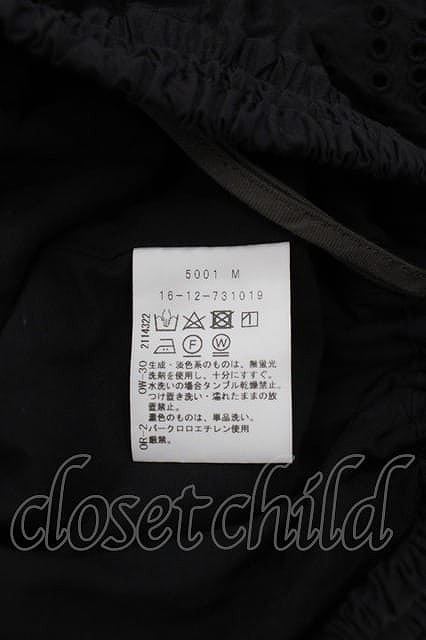 5001 M
16-12-731019
2114322
0W-30
0R-2
生成・淡色系のものは、無蛍光
洗剤を使用し、十分にすすぐ。
水洗いの場合タンブル乾燥禁止。
つけ置き洗い・濡れたままの放
置禁止。
濃色のものは、単品洗い。
パークロロエチレン使用
厳禁。
F
W
closetchild